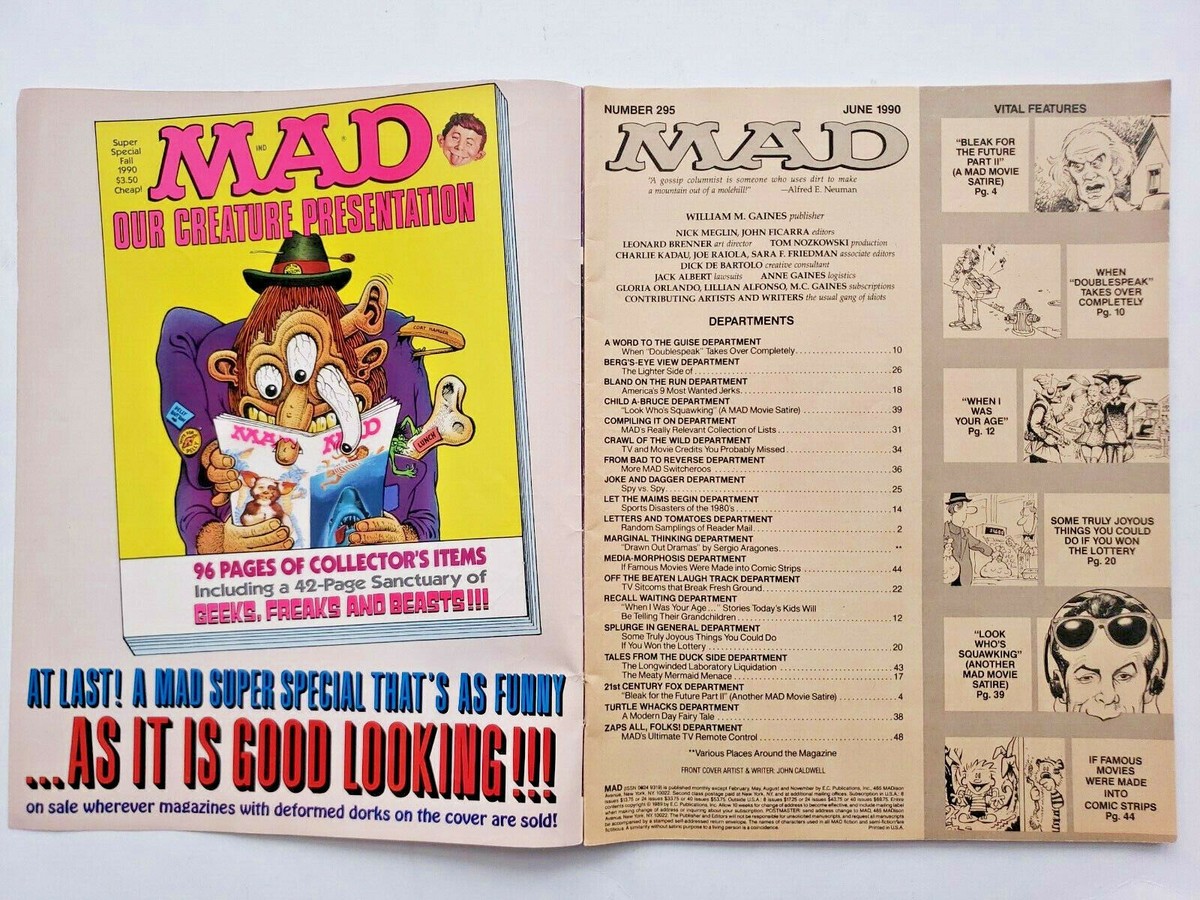 Super
Special
Fall
1990
$3.50
Cheap!
MAD
IND
OUR CREATURE PRESENTATION
CORT HANGER
LUNCH
MAD
MAD
96 PAGES OF COLLECTOR'S ITEMS
Including a 42-Page Sanctuary of
GEEKS, FREAKS AND BEASTS!!!
AT LAST! A MAD SUPER SPECIAL THAT'S AS FUNNY
...AS IT IS GOOD LOOKING!!!
on sale wherever magazines with deformed dorks on the cover are sold!
NUMBER 295 JUNE 1990
MAD
"A gossip columnist is someone who uses dirt to make
a mountain out of a molehill!" —Alfred E. Neuman
WILLIAM M. GAINES publisher
NICK MEGLIN, JOHN FICARRA editors
LEONARD BRENNER art director TOM NOZKOWSKI production
CHARLIE KADAU, JOE RAIOLA, SARA F. FRIEDMAN associate editors
DICK DE BARTOLO creative consultant
JACK ALBERT lawsuits ANNE GAINES logistics
GLORIA ORLANDO, LILLIAN ALFONSO, M.C. GAINES subscriptions
CONTRIBUTING ARTISTS AND WRITERS the usual gang of idiots
DEPARTMENTS
A WORD TO THE GUISE DEPARTMENT
When "Doublespeak" Takes Over Completely 10
BERG'S-EYE VIEW DEPARTMENT
The Lighter Side of 26
BLAND ON THE RUN DEPARTMENT
America's 9 Most Wanted Jerks 18
CHILD A-BRUCE DEPARTMENT
"Look Who's Squawking" (A MAD Movie Satire) 39
COMPILING IT ON DEPARTMENT
MAD's Really Relevant Collection of Lists 31
CRAWL OF THE WILD DEPARTMENT
TV and Movie Credits You Probably Missed 34
FROM BAD TO REVERSE DEPARTMENT
More MAD Switcheroos 36
JOKE AND DAGGER DEPARTMENT
Spy vs. Spy 25
LET THE MAIMS BEGIN DEPARTMENT
Sports Disasters of the 1980's 14
LETTERS AND TOMATOES DEPARTMENT
Random Samplings of Reader Mail 2
MARGINAL THINKING DEPARTMENT
"Drawn Out Dramas" by Sergio Aragones **
MEDIA-MORPHOSIS DEPARTMENT
If Famous Movies Were Made into Comic Strips 44
OFF THE BEATEN LAUGH TRACK DEPARTMENT
TV Sitcoms that Break Fresh Ground 22
RECALL WAITING DEPARTMENT
"When I Was Your Age..." Stories Today's Kids Will
Be Telling Their Grandchildren 12
SPLURGE IN GENERAL DEPARTMENT
Some Truly Joyous Things You Could Do
If You Won the Lottery 20
TALES FROM THE DUCK SIDE DEPARTMENT
The Longwinded Laboratory Liquidation 43
The Meaty Mermaid Menace 17
21st CENTURY FOX DEPARTMENT
"Bleak for the Future Part II" (Another MAD Movie Satire) 4
TURTLE WHACKS DEPARTMENT
A Modern Day Fairy Tale 38
ZAPS ALL, FOLKS! DEPARTMENT
MAD's Ultimate TV Remote Control 48
**Various Places Around the Magazine
FRONT COVER ARTIST & WRITER: JOHN CALDWELL
Printed in U.S.A.
VITAL FEATURES
"BLEAK FOR
THE FUTURE
PART II"
(A MAD MOVIE
SATIRE)
Pg. 4
WHEN
"DOUBLESPEAK"
TAKES OVER
COMPLETELY
Pg. 10
"WHEN I
WAS
YOUR AGE"
Pg. 12
SOME TRULY JOYOUS
THINGS YOU COULD
DO IF YOU WON
THE LOTTERY
Pg. 20
"LOOK
WHO'S
SQUAWKING"
(ANOTHER
MAD MOVIE
SATIRE)
Pg. 39
IF FAMOUS
MOVIES
WERE MADE
INTO
COMIC STRIPS
Pg. 44